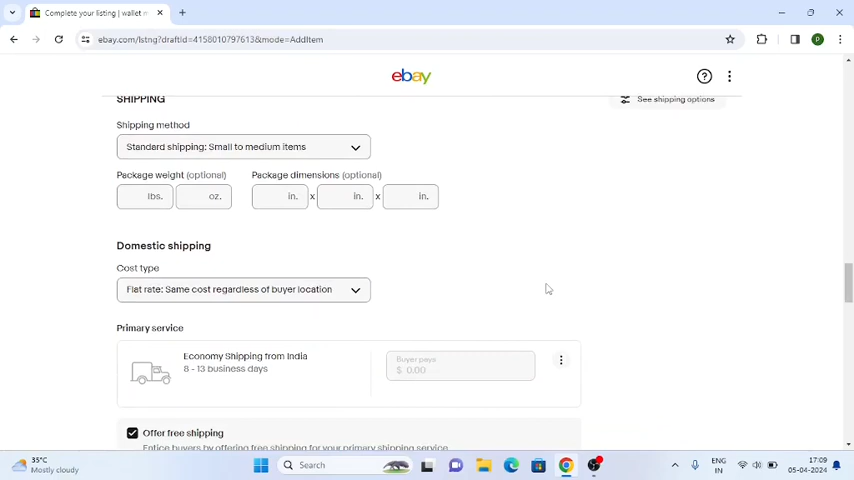 Complete your listing | wallet m
ebay.com/lstng?draftId=4158010797613&mode=AddItem
P
ebay
SHIPPING
See shipping options
Shipping method
Standard shipping: Small to medium items
Package weight (optional)
Package dimensions (optional)
lbs.
oz.
in. x in. x in.
Domestic shipping
Cost type
Flat rate: Same cost regardless of buyer location
Primary service
Economy Shipping from India
8 - 13 business days
Buyer pays
$ 0.00
Offer free shipping
Entice buyers by offering free shipping for your primary shipping service
35°C
Mostly cloudy
Search
ENG
IN
17:09
05-04-2024